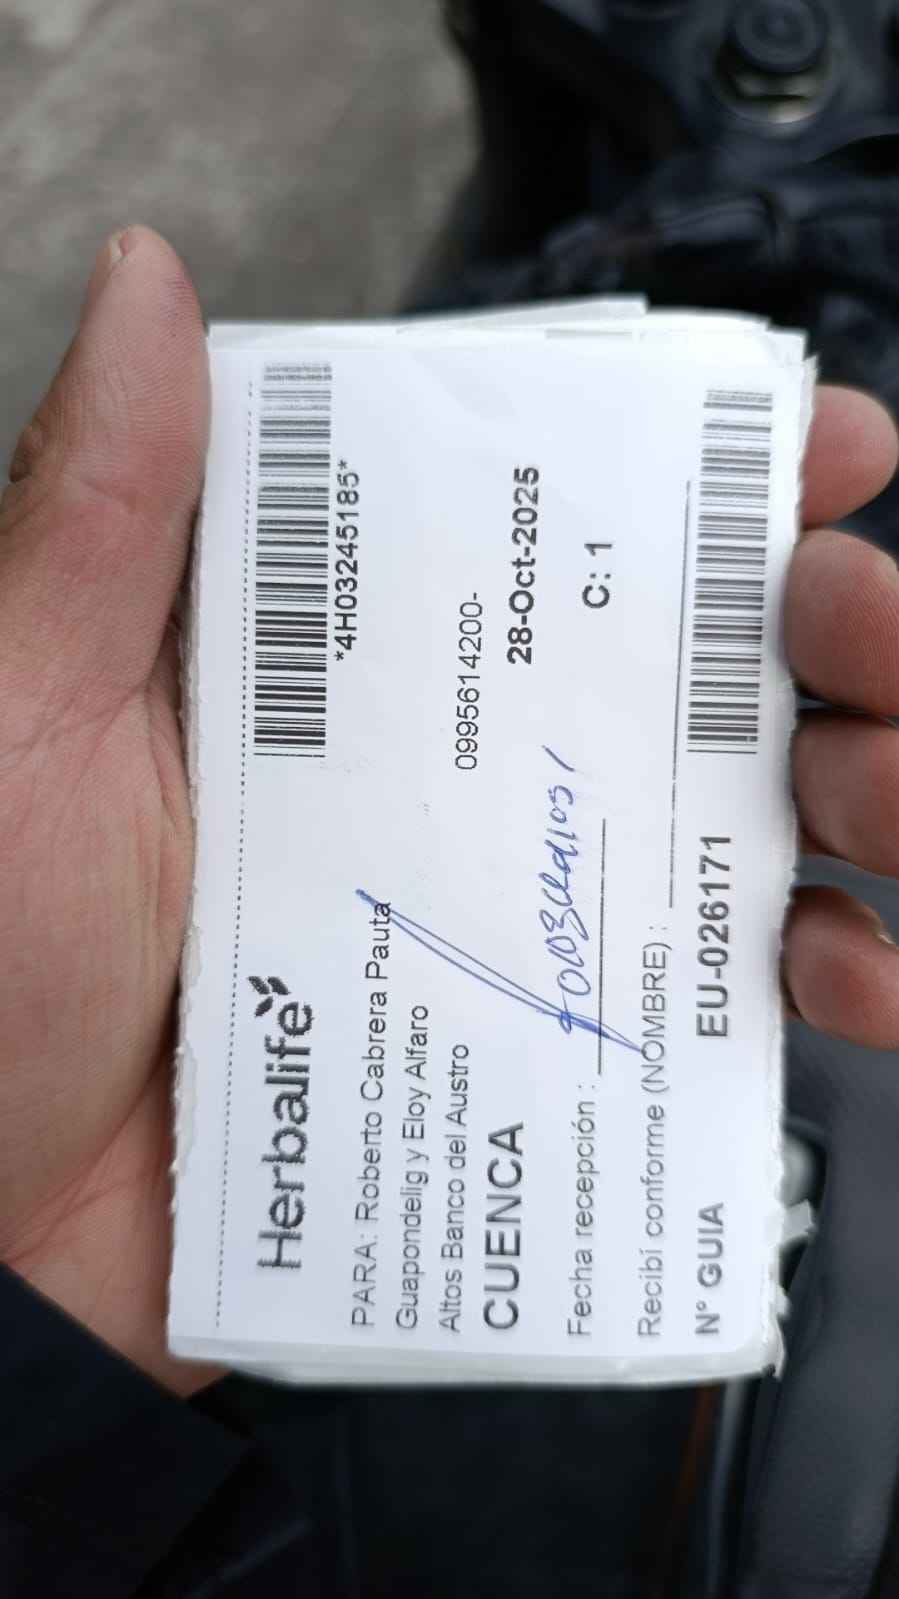 Herbalife
*4H03245185*
PARA: Roberto Cabrera Pauta
Guapondelig y Eloy Alfaro
Altos Banco del Austro
0995614200-
CUENCA
28-Oct-2025
Fecha recepción :
C: 1
Recibí conforme (NOMBRE) :
N° GUIA EU-026171